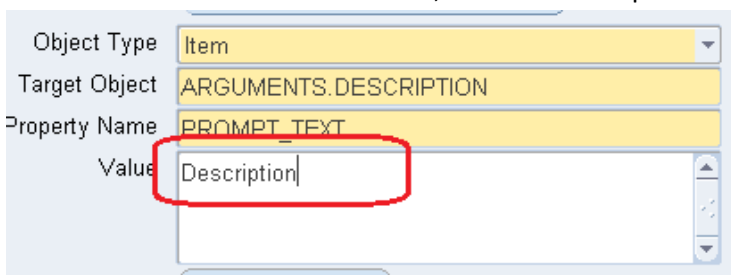 Object Type Item
Target Object ARGUMENTS.DESCRIPTION
Property Name PROMPT_TEXT
Value Description